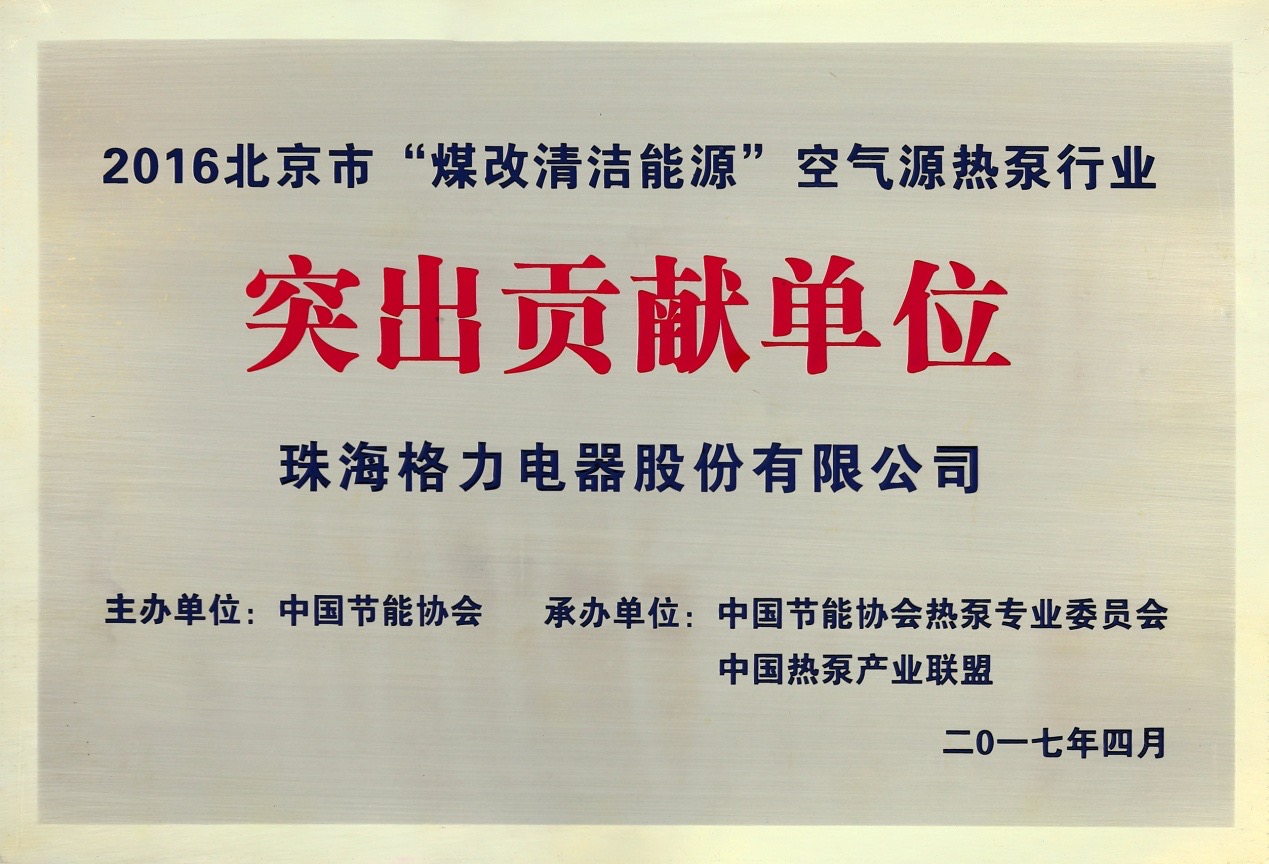 2016北京市“煤改清洁能源”空气源热泵行业
突出贡献单位
珠海格力电器股份有限公司
主办单位：中国节能协会 承办单位：中国节能协会热泵专业委员会
中国热泵产业联盟
二0一七年四月